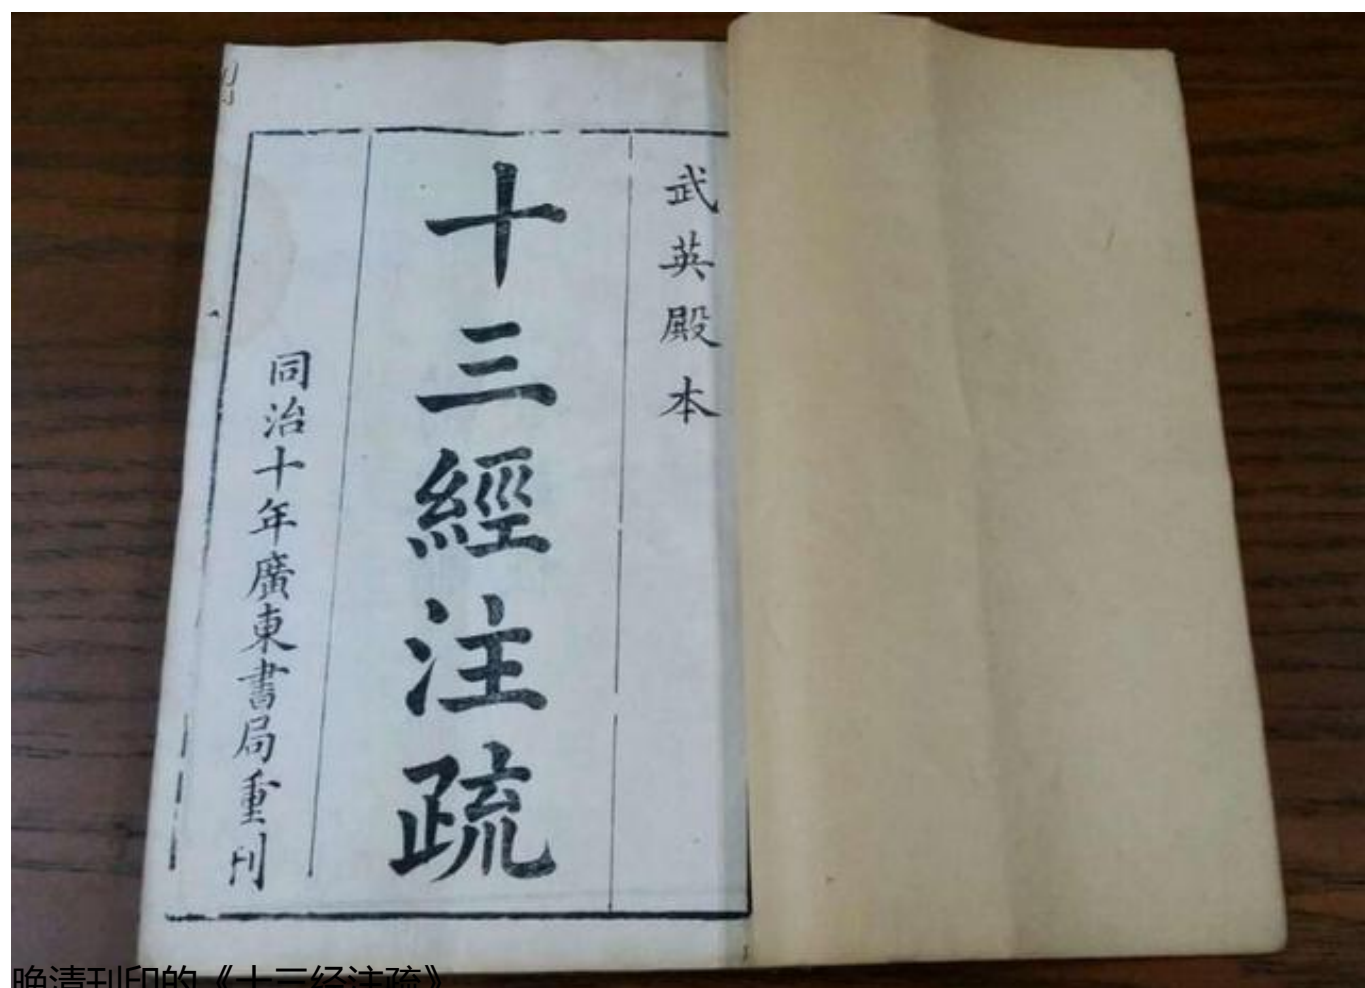 武英殿本
十三經注疏
同治十年廣東書局重刊
晚清刊印的《十三经注疏》